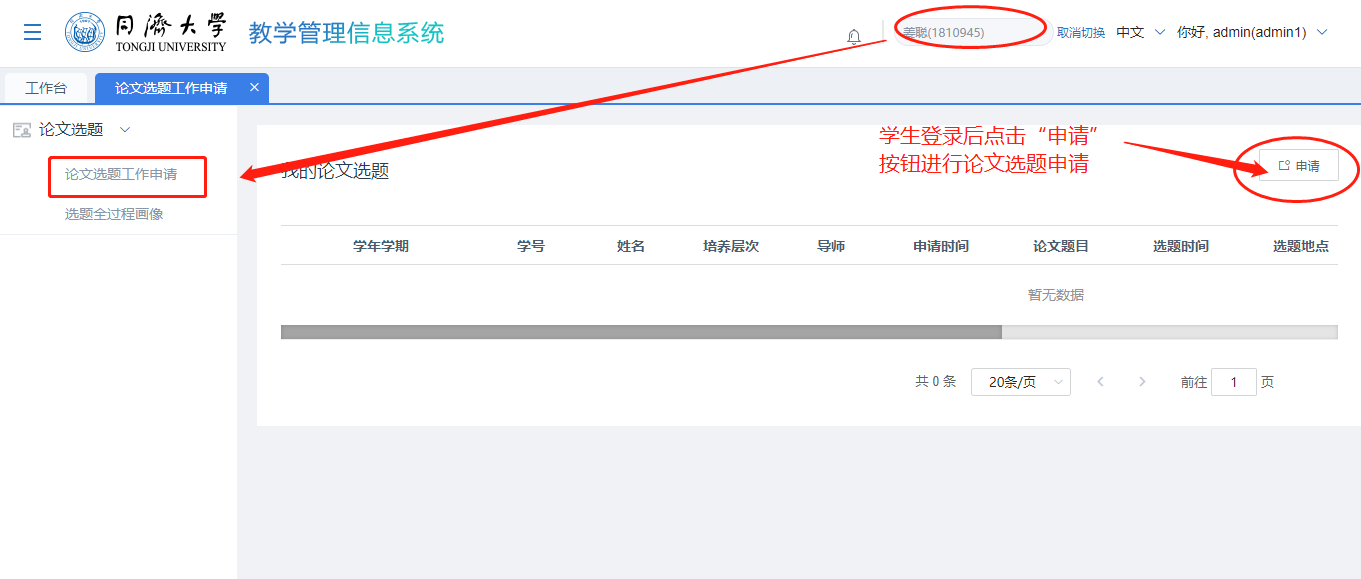 同濟大学
TONGJI UNIVERSITY
教学管理信息系统
姜聪(1810945)
取消切换
中文
你好, admin(admin1)
工作台
论文选题工作申请
论文选题
论文选题工作申请
选题全过程画像
我的论文选题
学生登录后点击“申请”
按钮进行论文选题申请
申请
学年学期 学号 姓名 培养层次 导师 申请时间 论文题目 选题时间 选题地点
暂无数据
共 0 条
20条/页
前往 1 页